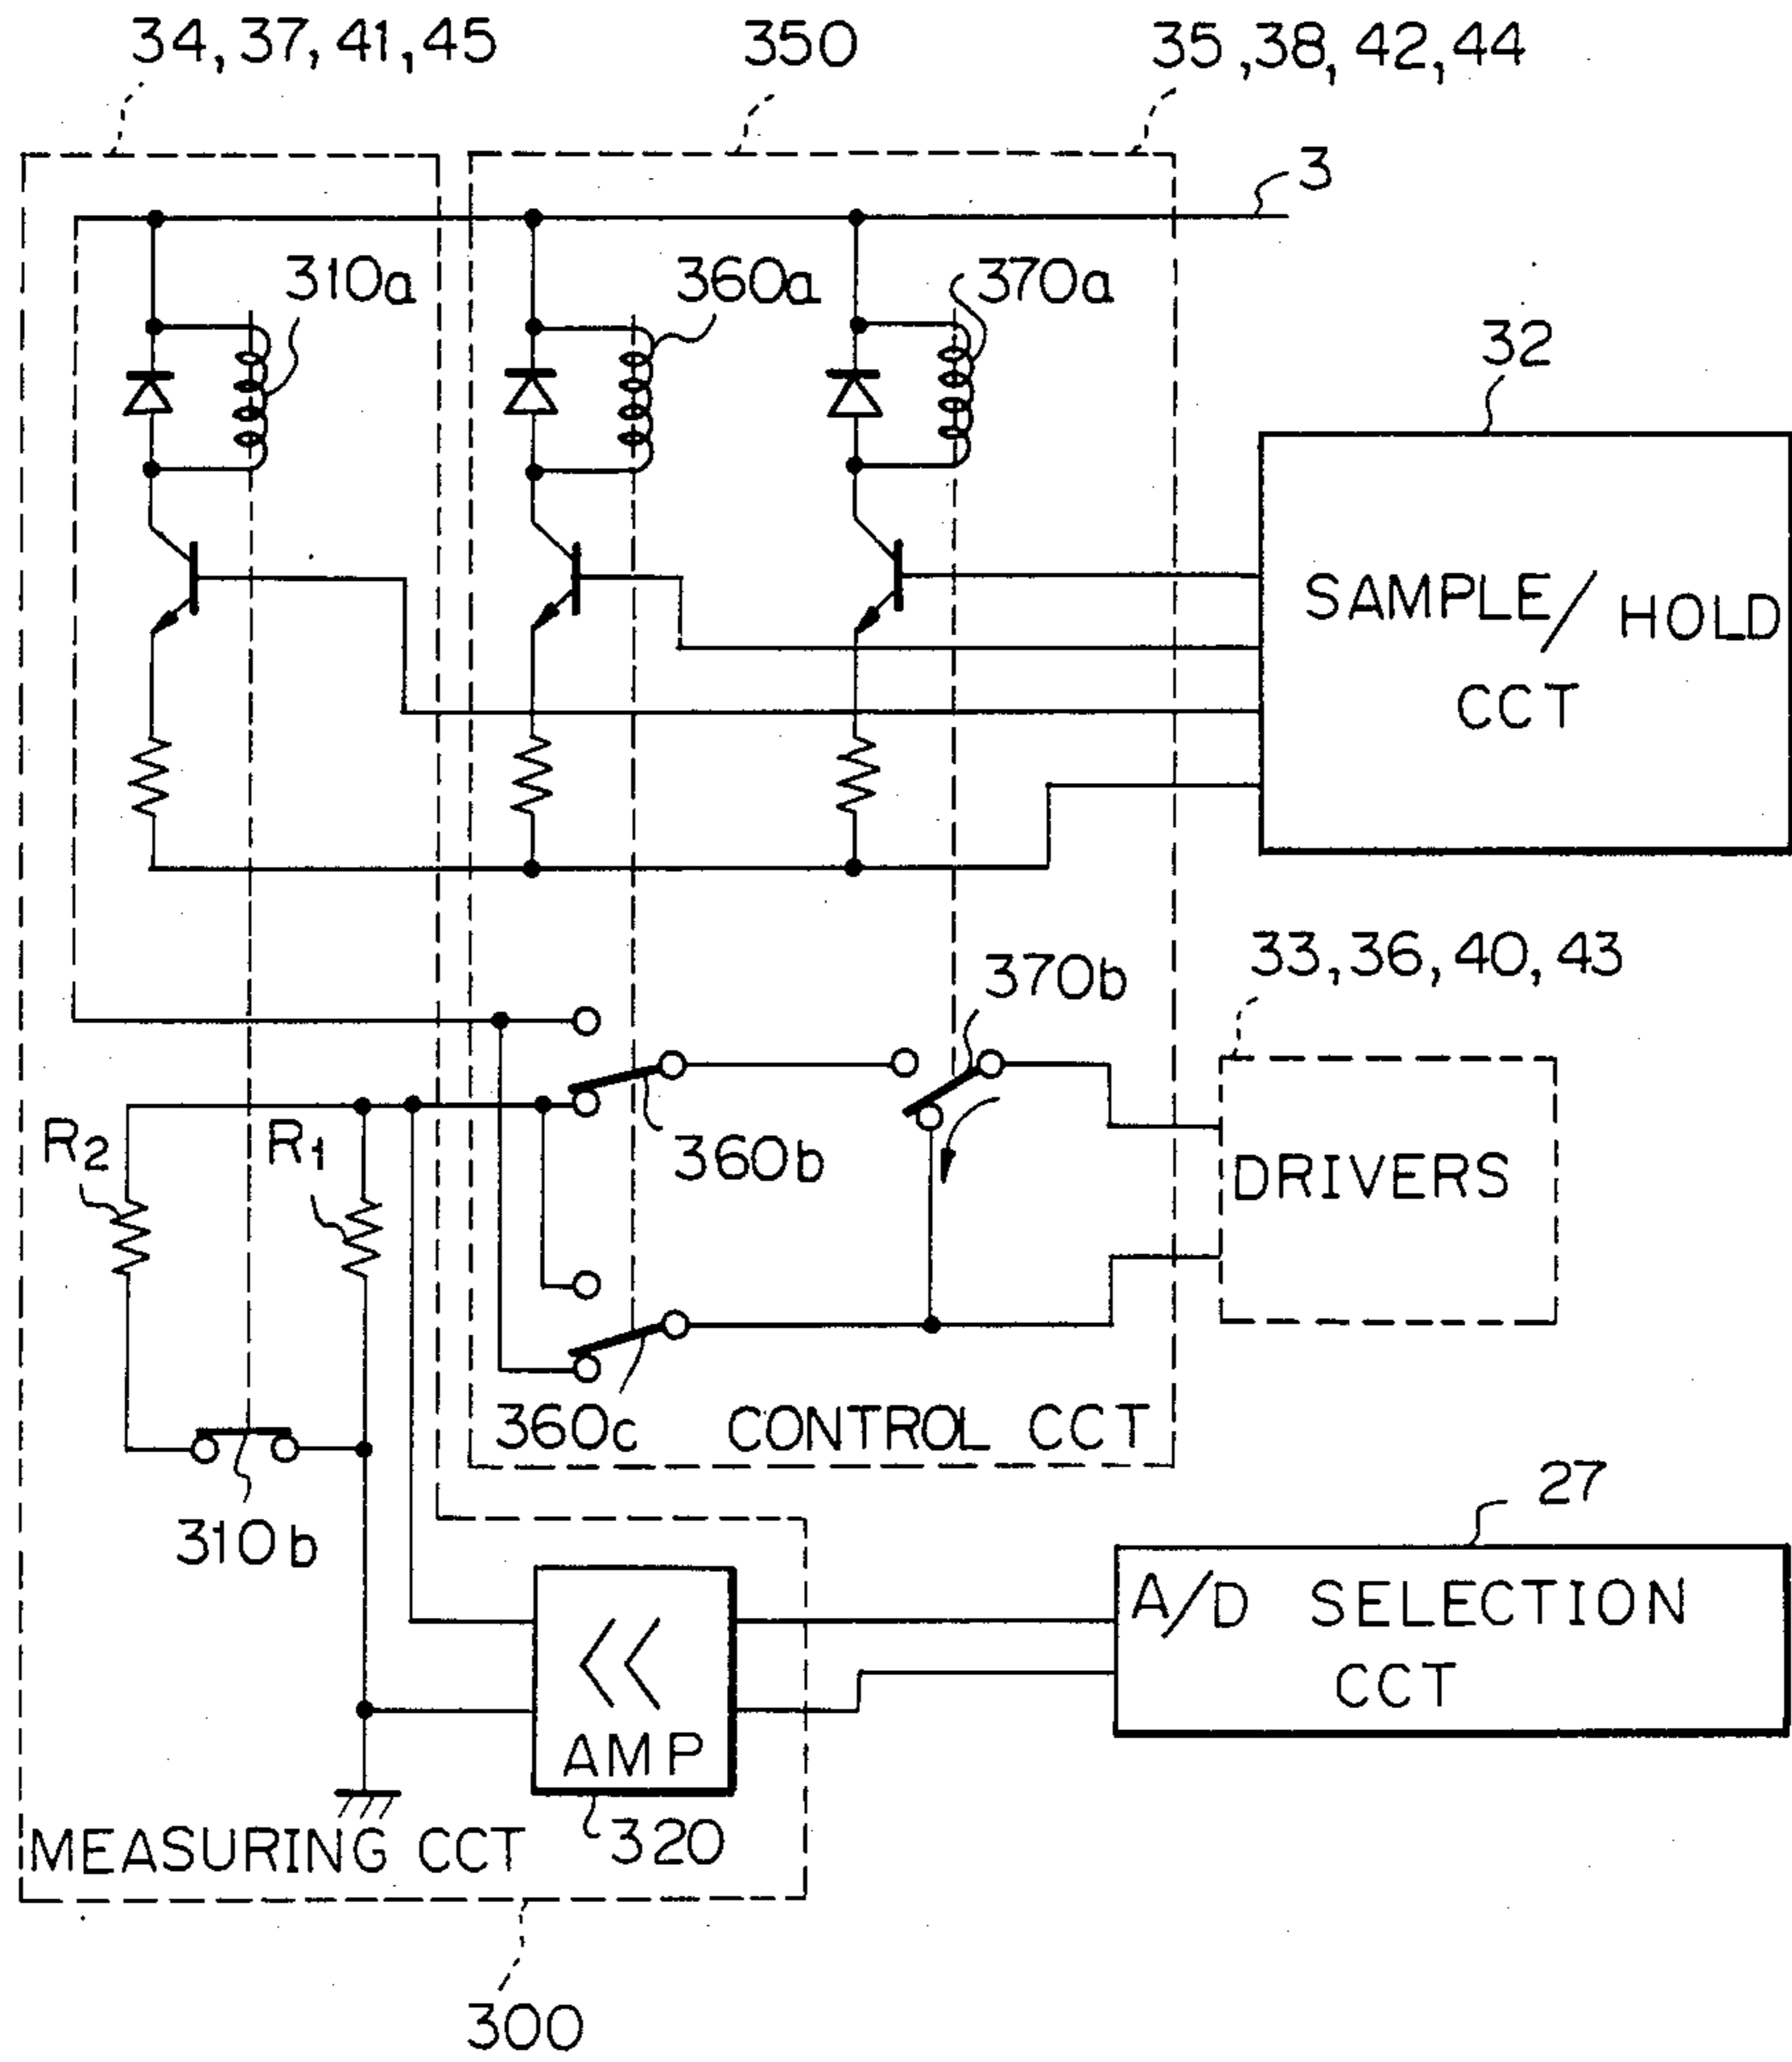 34, 37, 41, 45
350
35, 38, 42, 44
3
310a
360a
370a
32
SAMPLE/HOLD
CCT
33, 36, 40, 43
370b
R2
R1
360b
DRIVERS
360c
CONTROL CCT
310b
27
A/D SELECTION
CCT
AMP
320
MEASURING CCT
300